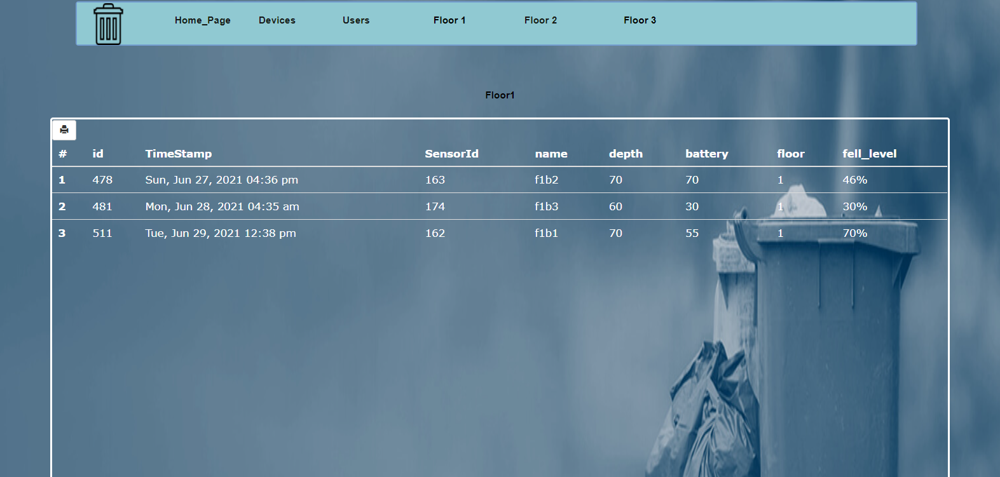 Home_Page Devices Users Floor 1 Floor 2 Floor 3
Floor1
# id TimeStamp SensorId name depth battery floor fell_level
1 478 Sun, Jun 27, 2021 04:36 pm 163 f1b2 70 70 1 46%
2 481 Mon, Jun 28, 2021 04:35 am 174 f1b3 60 30 1 30%
3 511 Tue, Jun 29, 2021 12:38 pm 162 f1b1 70 55 1 70%